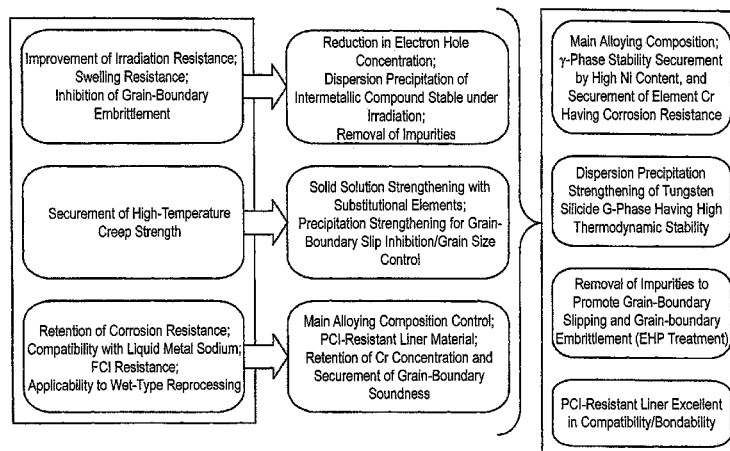 Improvement of Irradiation Resistance;
Swelling Resistance;
Inhibition of Grain-Boundary
Embrittlement
Securement of High-Temperature
Creep Strength
Retention of Corrosion Resistance;
Compatibility with Liquid Metal Sodium;
FCI Resistance;
Applicability to Wet-Type Reprocessing
Reduction in Electron Hole
Concentration;
Dispersion Precipitation of
Intermetallic Compound Stable under
Irradiation;
Removal of Impurities
Solid Solution Strengthening with
Substitutional Elements;
Precipitation Strengthening for Grain-
Boundary Slip Inhibition/Grain Size
Control
Main Alloying Composition Control;
PCI-Resistant Liner Material;
Retention of Cr Concentration and
Securement of Grain-Boundary
Soundness
Main Alloying Composition;
γ-Phase Stability Securement
by High Ni Content, and
Securement of Element Cr
Having Corrosion Resistance
Dispersion Precipitation
Strengthening of Tungsten
Silicide G-Phase Having High
Thermodynamic Stability
Removal of Impurities to
Promote Grain-Boundary
Slipping and Grain-boundary
Embrittlement (EHP Treatment)
PCI-Resistant Liner Excellent
in Compatibility/Bondability